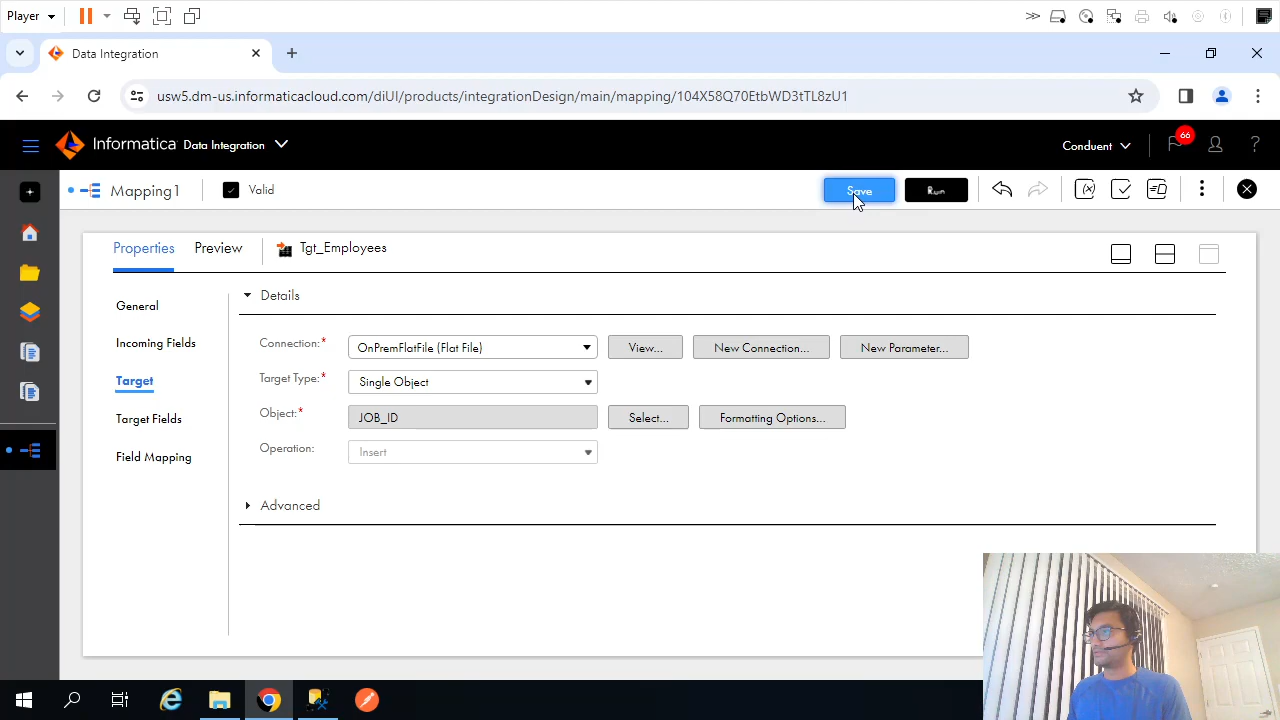 Player
Data Integration
usw5.dm-us.informaticacloud.com/diUI/products/integrationDesign/main/mapping/104X58Q70EtbWD3tTL8zU1
Informatica Data Integration
Conduent
66
Mapping1
Valid
Save
Run
Properties
Preview
Tgt_Employees
General
Incoming Fields
Target
Target Fields
Field Mapping
Details
Connection:* OnPremFlatFile (Flat File) View... New Connection... New Parameter...
Target Type:* Single Object
Object:* JOB_ID Select... Formatting Options...
Operation: Insert
Advanced